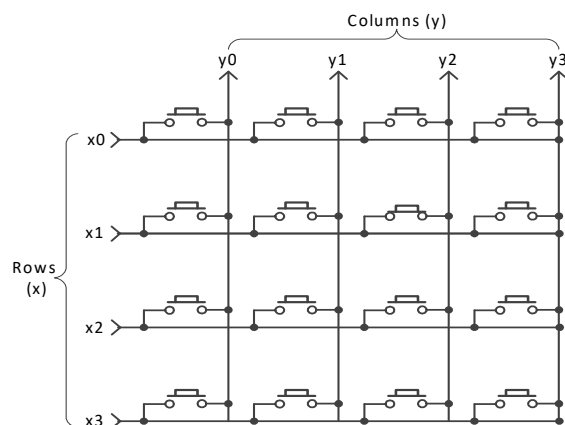 Columns (y)
y0 y1 y2 y3
x0
x1
Rows
(x)
x2
x3